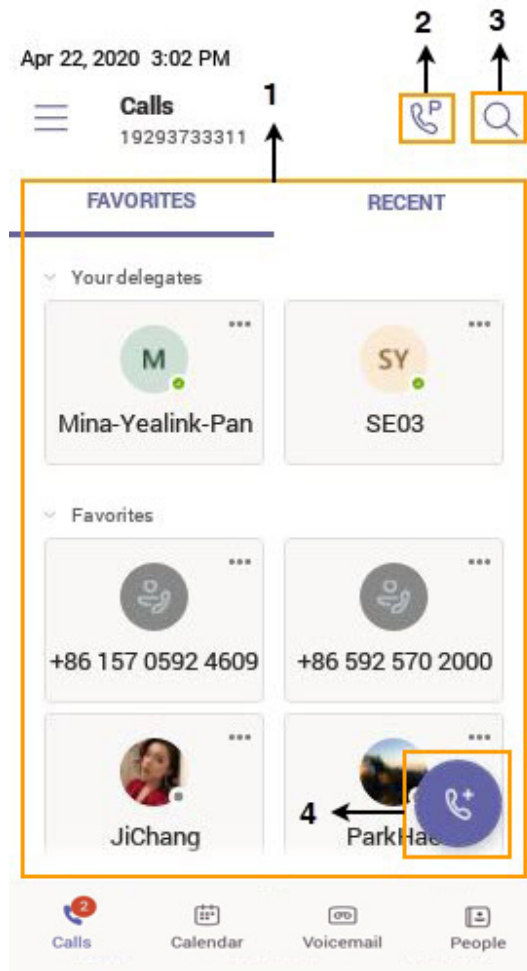 2 3
Apr 22, 2020 3:02 PM
Calls 1
19293733311
P
FAVORITES RECENT
Your delegates
M SY
Mina-Yealink-Pan SE03
Favorites
+86 157 0592 4609 +86 592 570 2000
4
JiChang ParkHae
2
Calls Calendar Voicemail People